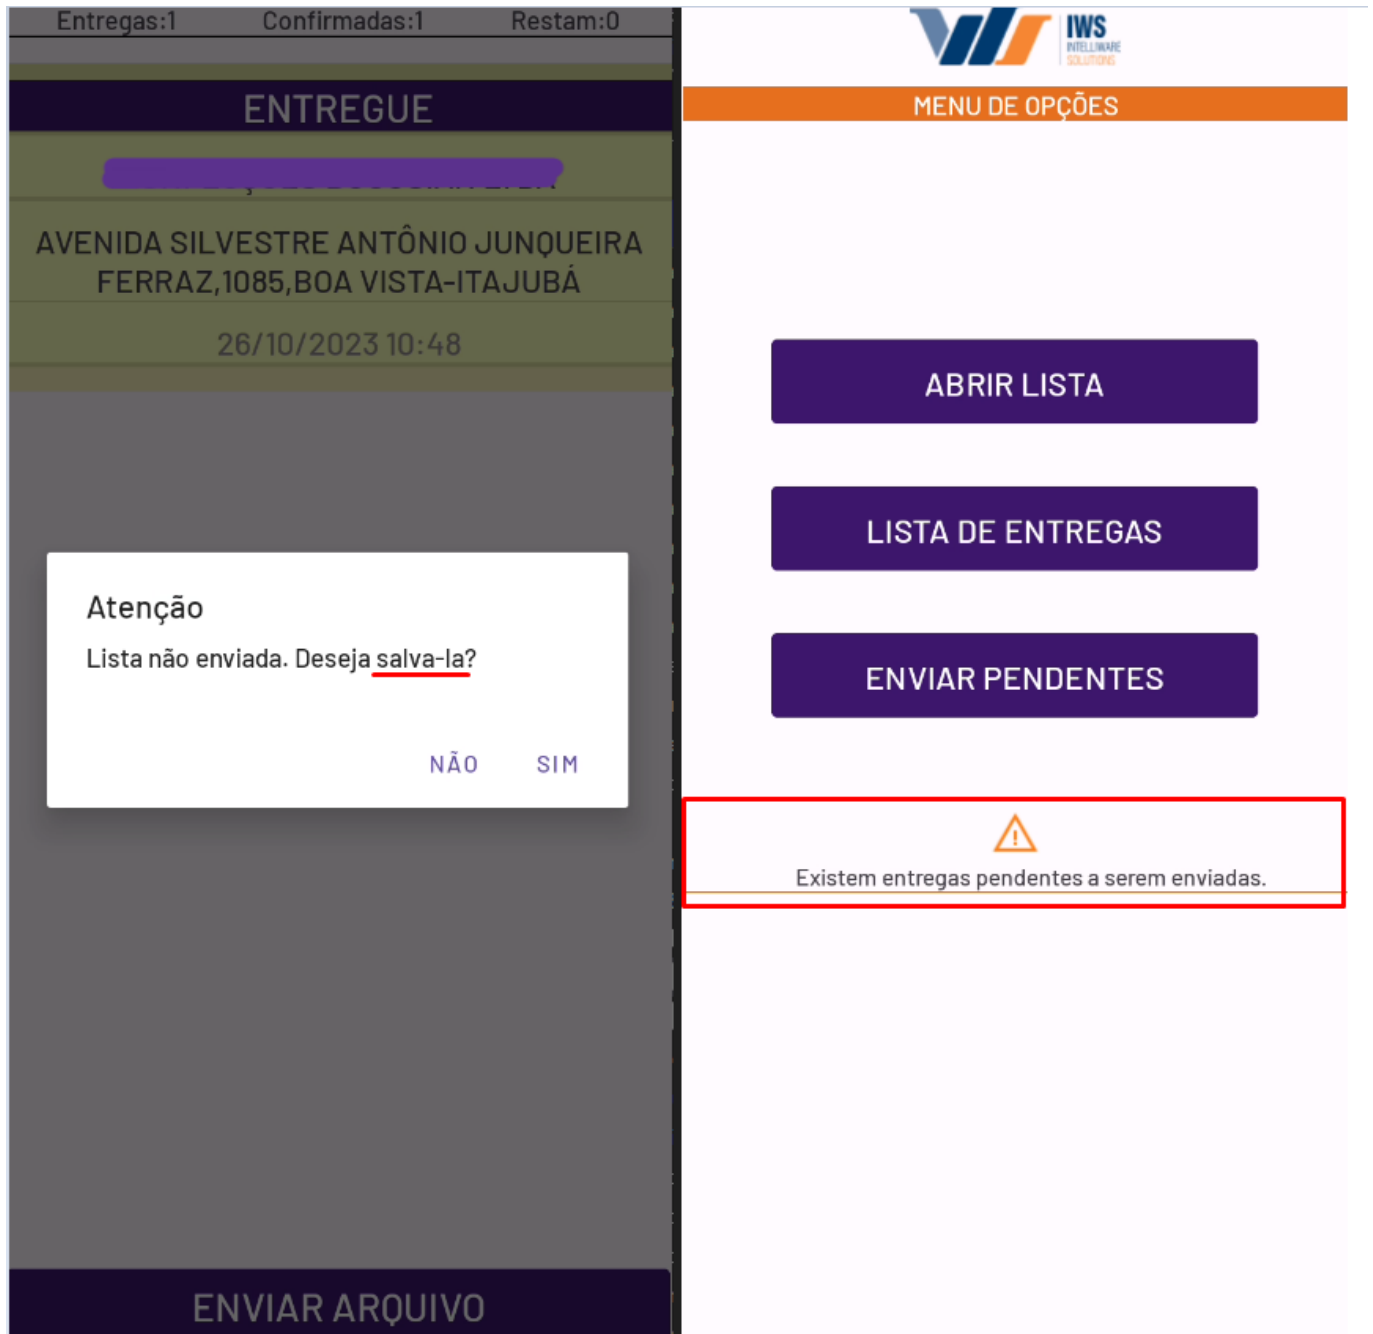 Entregas:1 Confirmadas:1 Restam:0
ENTREGUE
AVENIDA SILVESTRE ANTÔNIO JUNQUEIRA
FERRAZ,1085,BOA VISTA-ITAJUBÁ
26/10/2023 10:48
Atenção
Lista não enviada. Deseja salva-la?
NÃO SIM
ENVIAR ARQUIVO
IWS
INTELLIWARE
SOLUTIONS
MENU DE OPÇÕES
ABRIR LISTA
LISTA DE ENTREGAS
ENVIAR PENDENTES
Existem entregas pendentes a serem enviadas.